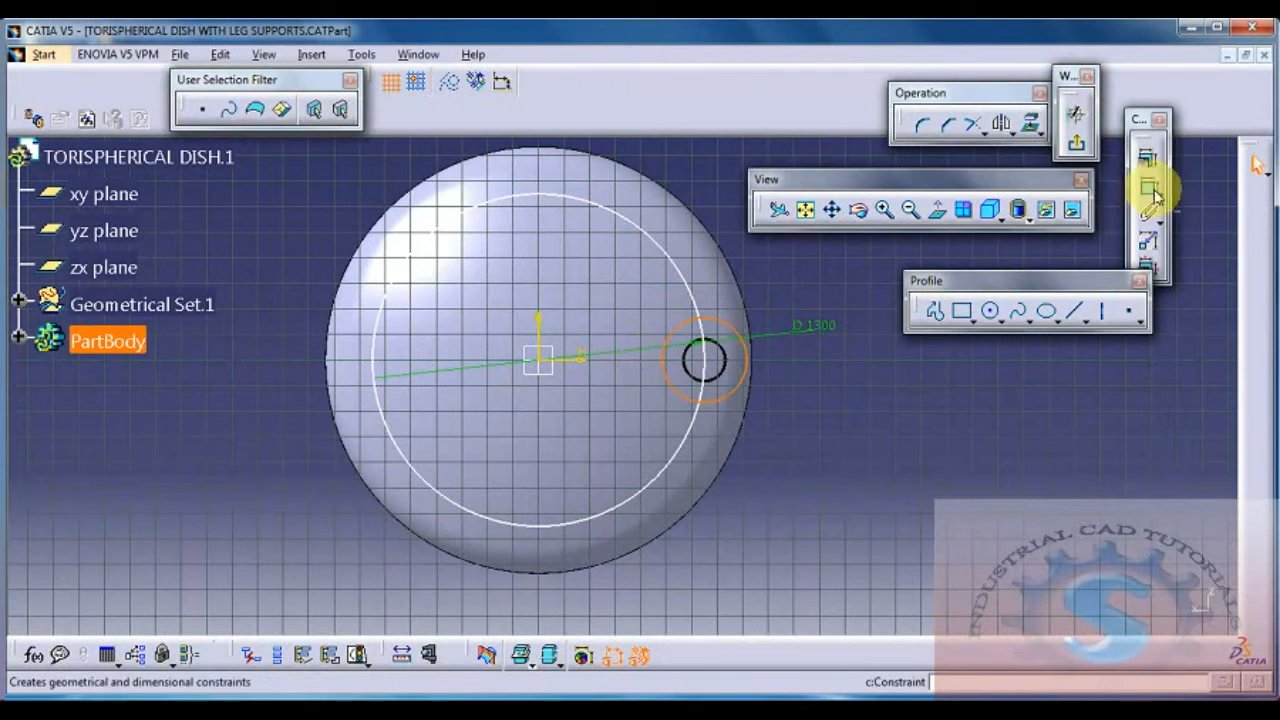 CATIA V5 - [TORISPHERICAL DISH WITH LEG SUPPORTS.CATPart]
Start ENOVIA V5 VPM File Edit View Insert Tools Window Help
User Selection Filter
Operation
W...
C...
View
Profile
TORISPHERICAL DISH.1
xy plane
yz plane
zx plane
Geometrical Set.1
PartBody
D 1300
H
INDUSTRIAL CAD TUTORIALS
S
CATIA
f(x)
Creates geometrical and dimensional constraints
c:Constraint